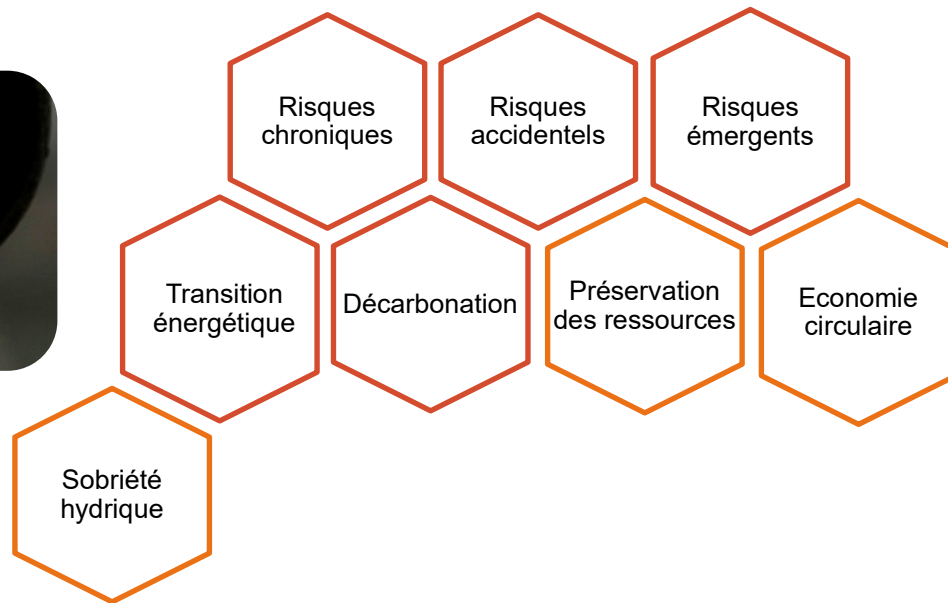 Risques
chroniques
Risques
accidentels
Risques
émergents
Transition
énergétique
Décarbonation
Préservation
des ressources
Economie
circulaire
Sobriété
hydrique